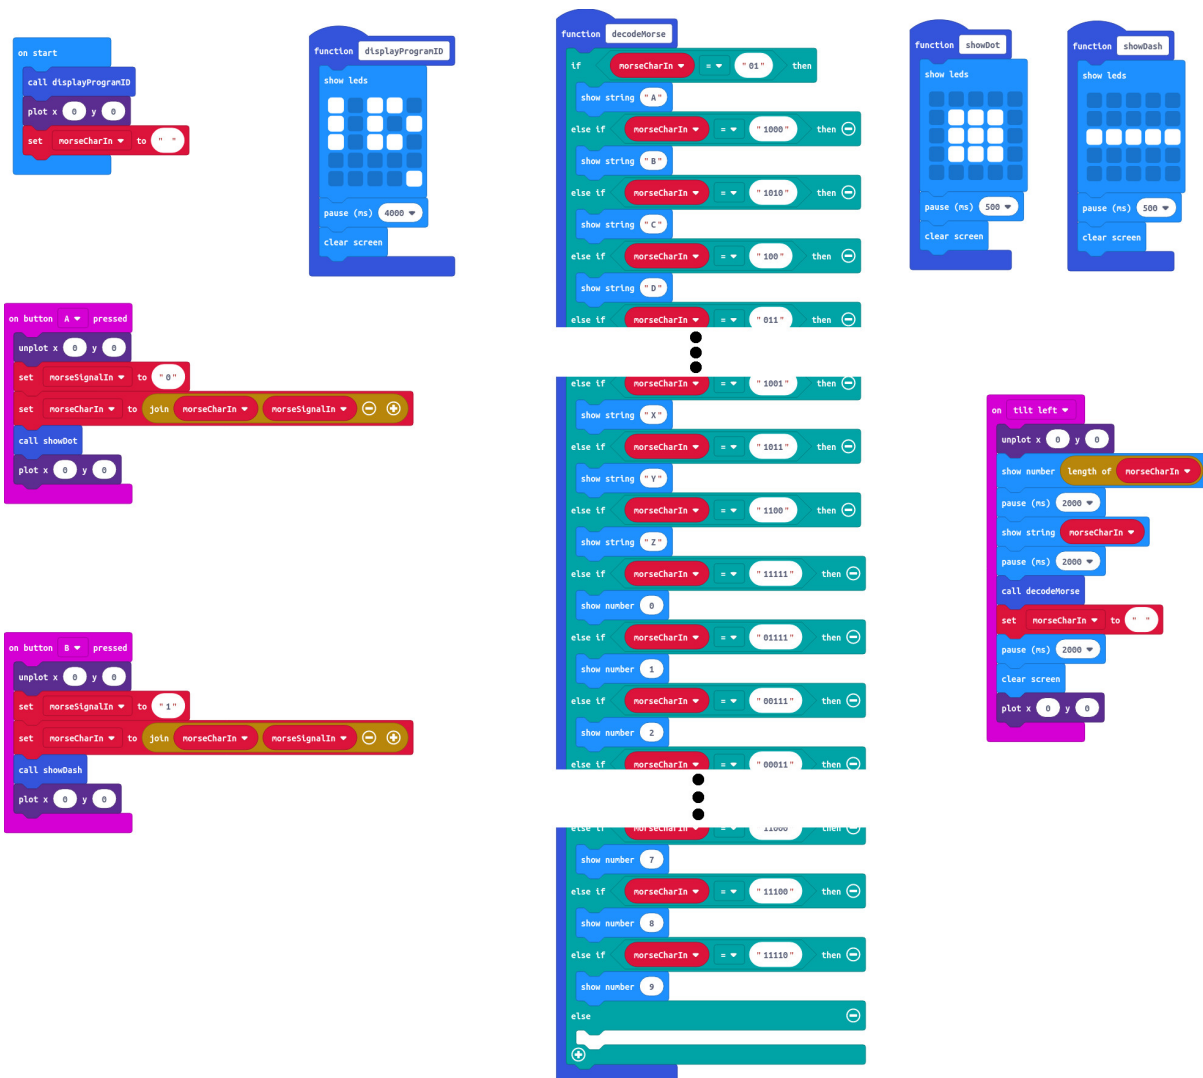 on start
call displayProgramID
plot x 0 y 0
set morseCharIn to " "
function displayProgramID
show leds
pause (ms) 4000
clear screen
function decodeMorse
if morseCharIn = "01" then
show string "A"
else if morseCharIn = "1000" then
show string "B"
else if morseCharIn = "1010" then
show string "C"
else if morseCharIn = "100" then
show string "D"
else if morseCharIn = "011" then
else if morseCharIn = "1001" then
show string "X"
else if morseCharIn = "1011" then
show string "Y"
else if morseCharIn = "1100" then
show string "Z"
else if morseCharIn = "11111" then
show number 0
else if morseCharIn = "01111" then
show number 1
else if morseCharIn = "00111" then
show number 2
else if morseCharIn = "00011" then
else if morseCharIn = "11000" then
show number 7
else if morseCharIn = "11100" then
show number 8
else if morseCharIn = "11110" then
show number 9
else
function showDot
show leds
pause (ms) 500
clear screen
function showDash
show leds
pause (ms) 500
clear screen
on button A pressed
unplot x 0 y 0
set morseSignalIn to "0"
set morseCharIn to join morseCharIn morseSignalIn
call showDot
plot x 0 y 0
on button B pressed
unplot x 0 y 0
set morseSignalIn to "1"
set morseCharIn to join morseCharIn morseSignalIn
call showDash
plot x 0 y 0
on tilt left
unplot x 0 y 0
show number length of morseCharIn
pause (ms) 2000
show string morseCharIn
pause (ms) 2000
call decodeMorse
set morseCharIn to " "
pause (ms) 2000
clear screen
plot x 0 y 0